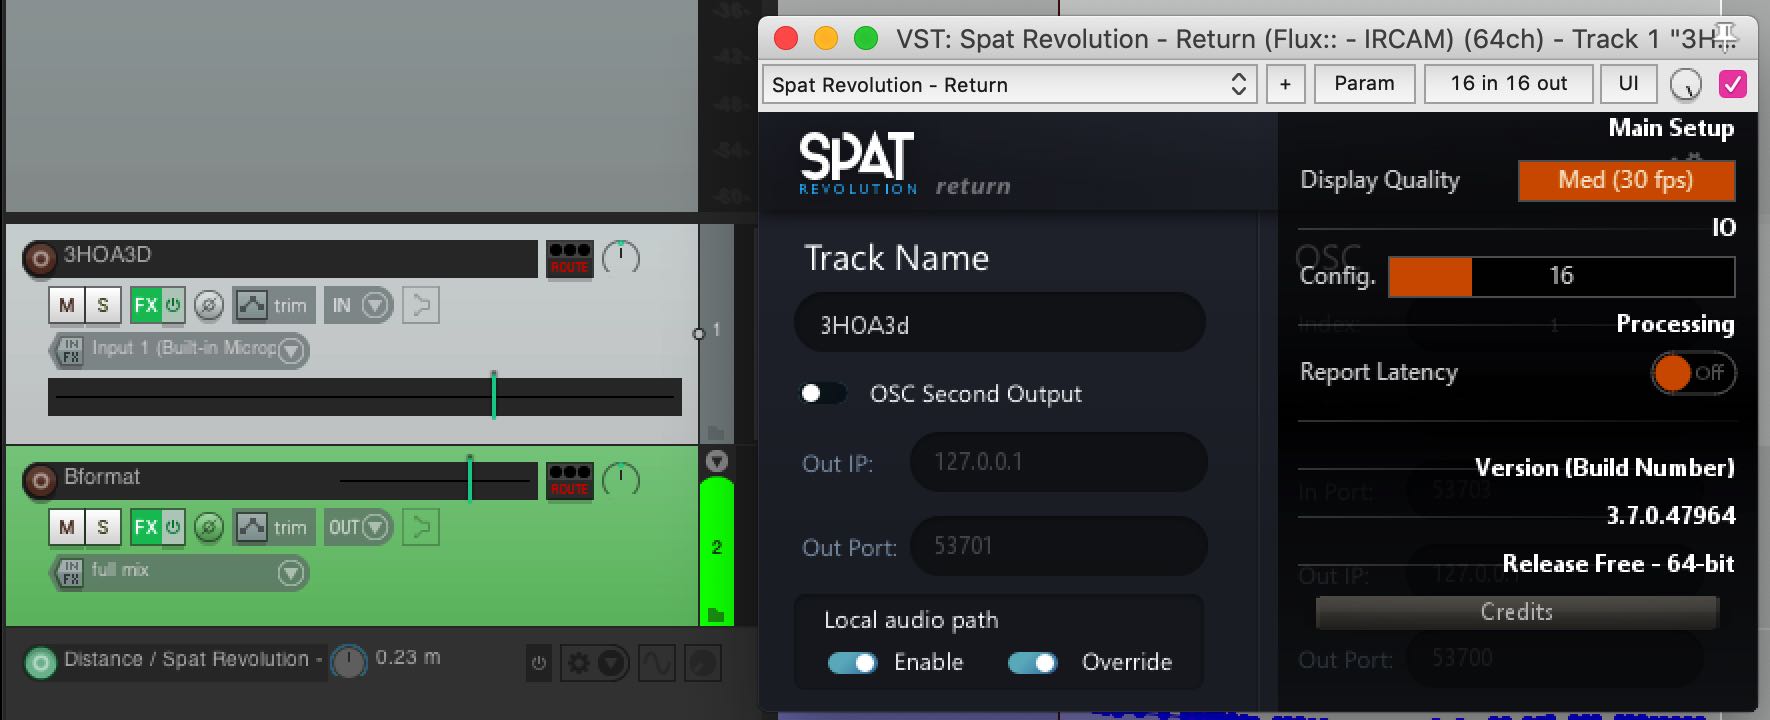 -36-
-42-
-48-
-54-
-60-
VST: Spat Revolution - Return (Flux:: - IRCAM) (64ch) - Track 1 "3H...
Spat Revolution - Return
+
Param
16 in 16 out
UI
SPAT
REVOLUTION return
Main Setup
Display Quality
Med (30 fps)
IO
OSC
Config.
16
Index:
1
Processing
Report Latency
Off
Version (Build Number)
In Port:
53703
3.7.0.47964
Release Free - 64-bit
Out IP:
127.0.0.1
Credits
Out Port:
53700
Track Name
3HOA3d
OSC Second Output
Out IP:
127.0.0.1
Out Port:
53701
Local audio path
Enable
Override
3HOA3D
ROUTE
M
S
FX
trim
IN
1
IN
FX
Input 1 (Built-in Microp
Bformat
ROUTE
M
S
FX
trim
OUT
2
IN
FX
full mix
Distance / Spat Revolution -
0.23 m